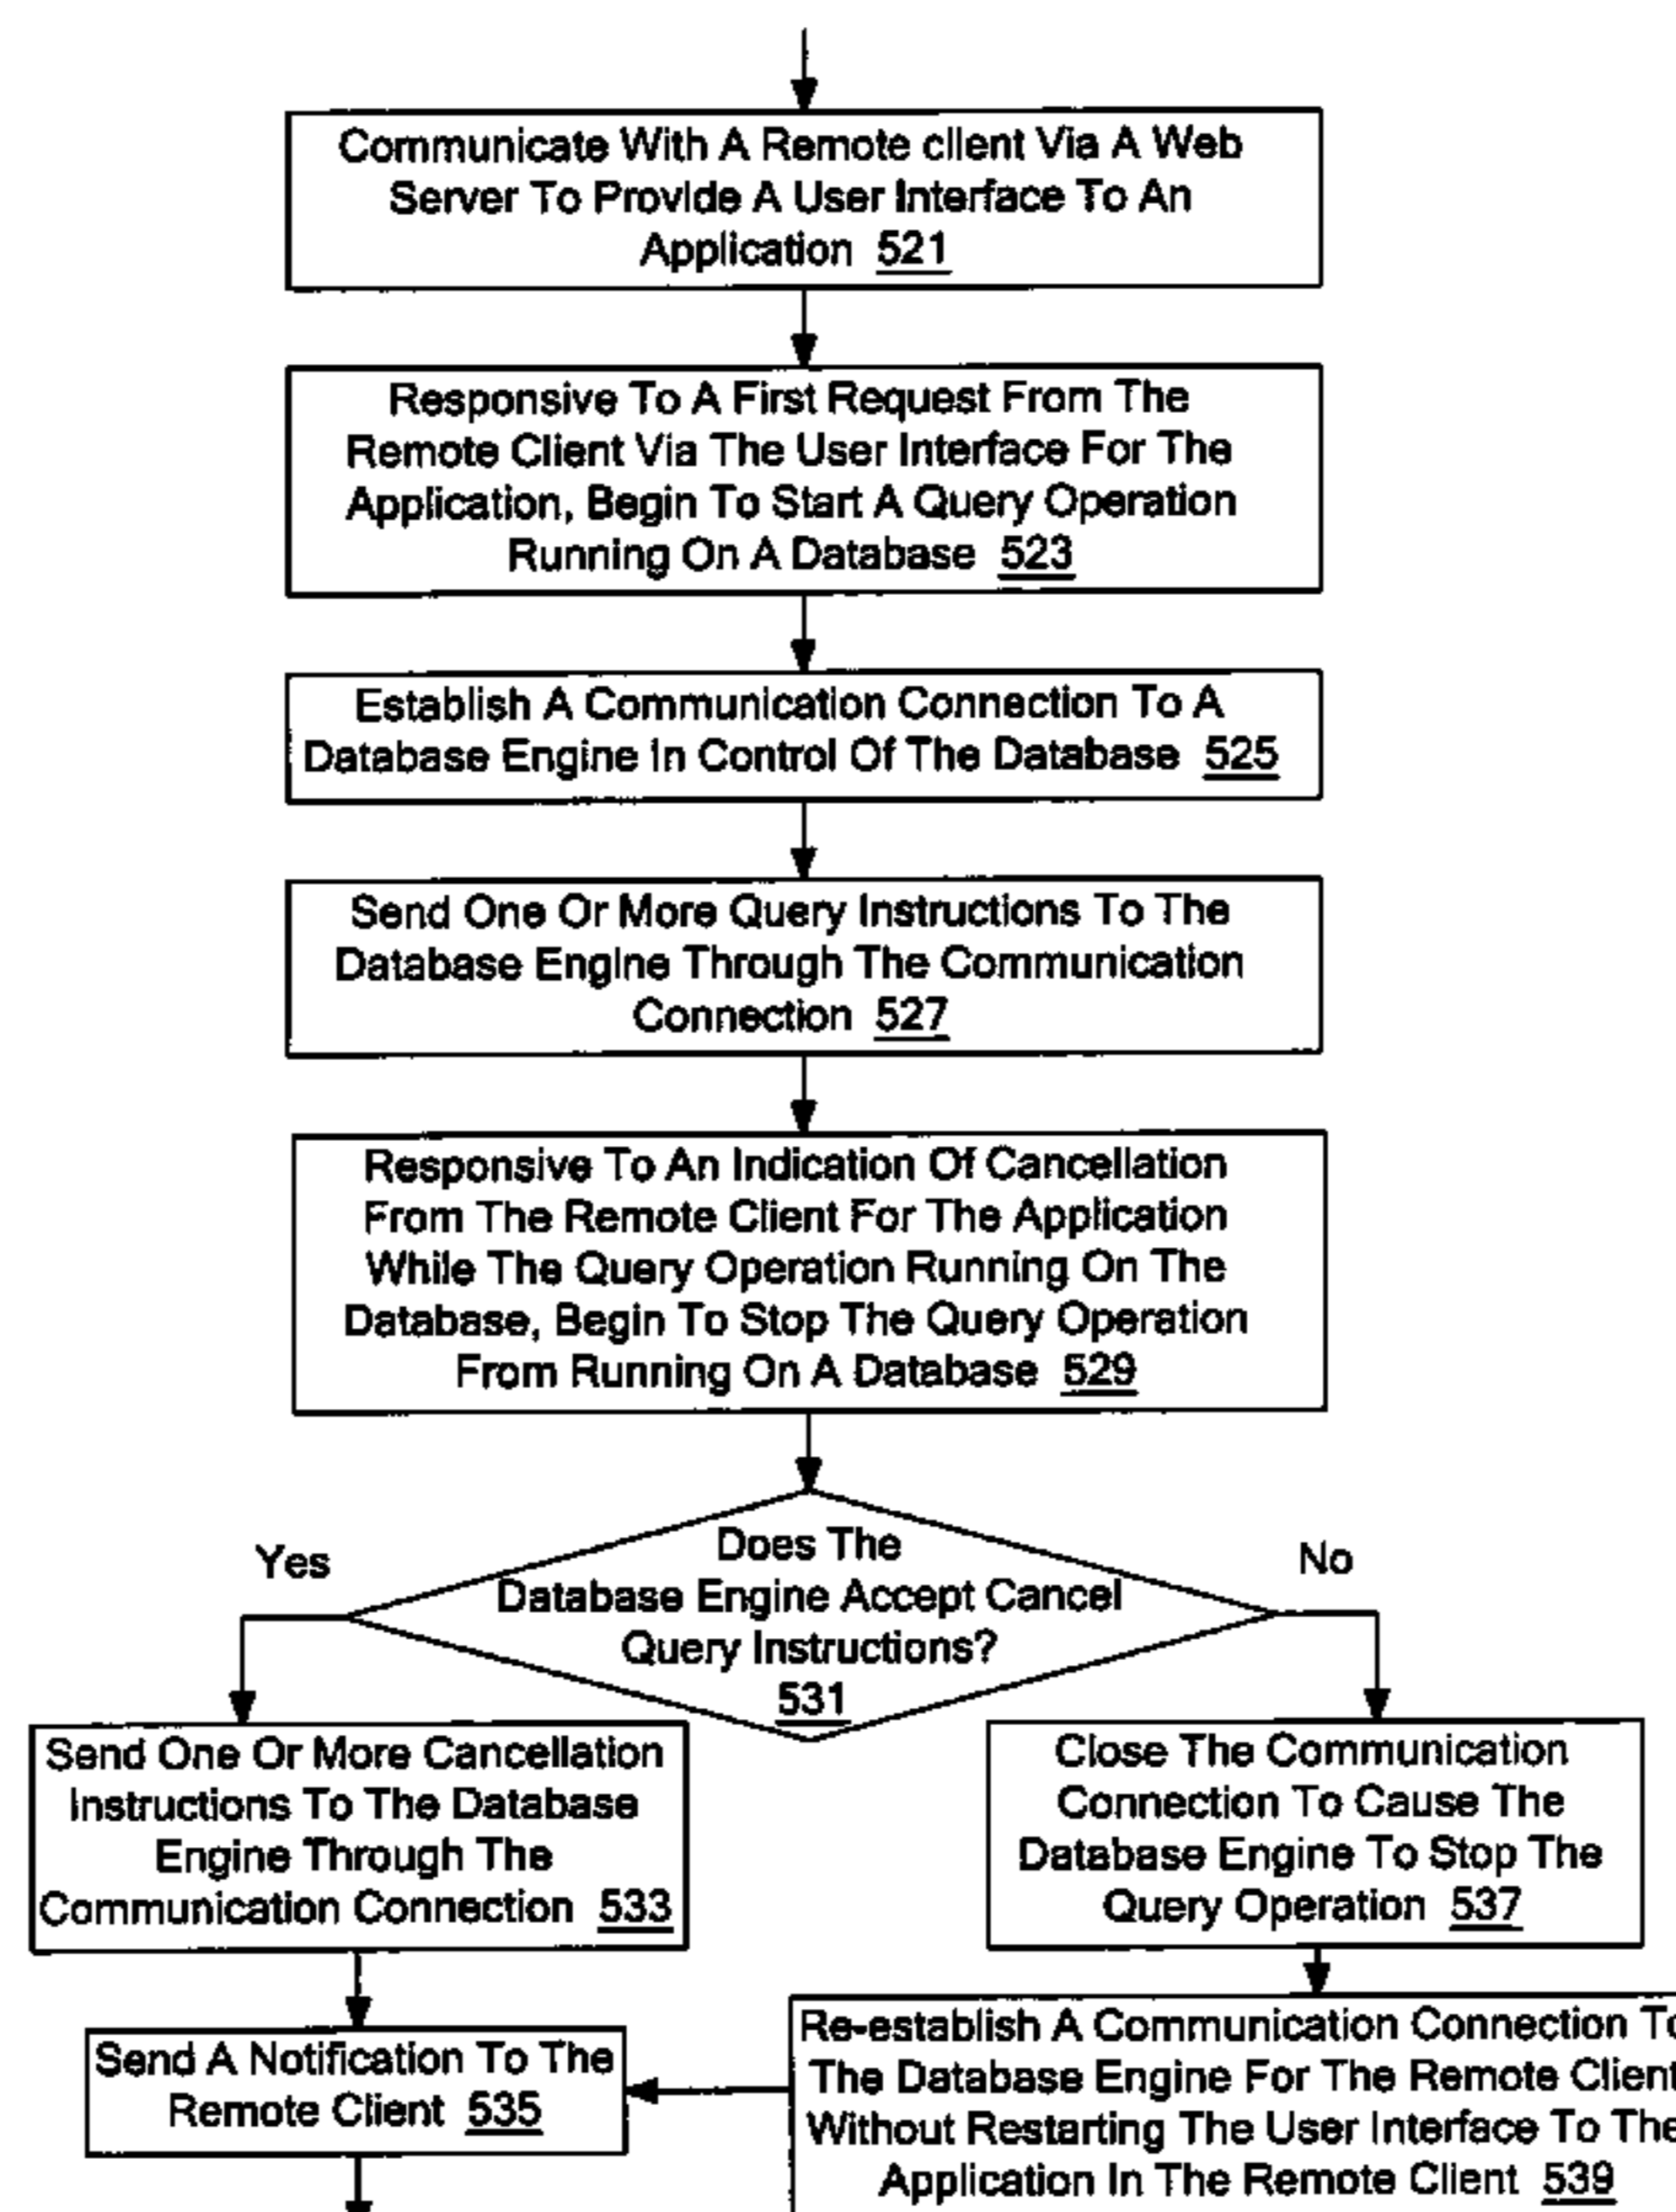 Communicate With A Remote client Via A Web
Server To Provide A User Interface To An
Application 521
Responsive To A First Request From The
Remote Client Via The User Interface For The
Application, Begin To Start A Query Operation
Running On A Database 523
Establish A Communication Connection To A
Database Engine In Control Of The Database 525
Send One Or More Query Instructions To The
Database Engine Through The Communication
Connection 527
Responsive To An Indication Of Cancellation
From The Remote Client For The Application
While The Query Operation Running On The
Database, Begin To Stop The Query Operation
From Running On A Database 529
Does The
Database Engine Accept Cancel
Query Instructions?
531
Yes
No
Send One Or More Cancellation
Instructions To The Database
Engine Through The
Communication Connection 533
Close The Communication
Connection To Cause The
Database Engine To Stop The
Query Operation 537
Send A Notification To The
Remote Client 535
Re-establish A Communication Connection To
The Database Engine For The Remote Client
Without Restarting The User Interface To The
Application In The Remote Client 539